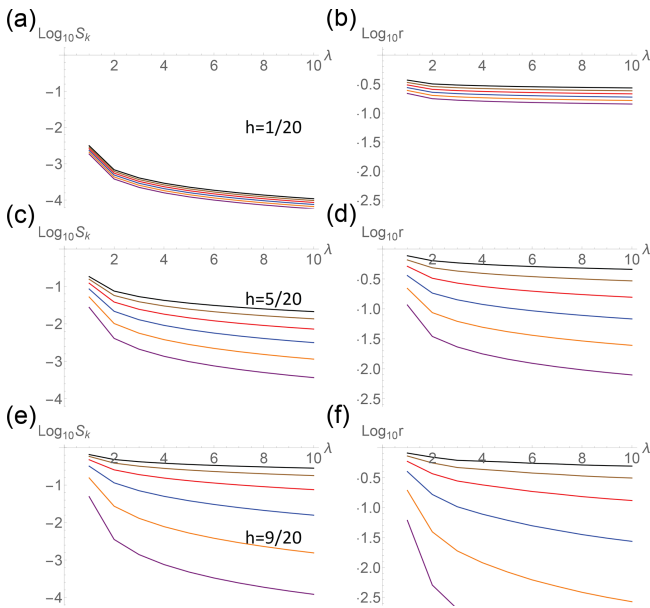 (a)
Log10Sk
2 4 6 8 10 λ
−1
−2
−3
−4
h=1/20
(b)
Log10r
2 4 6 8 10 λ
-0.5
-1.0
-1.5
-2.0
-2.5
(c)
Log10Sk
2 4 6 8 10 λ
−1
−2
−3
−4
h=5/20
(d)
Log10r
2 4 6 8 10 λ
-0.5
-1.0
-1.5
-2.0
-2.5
(e)
Log10Sk
2 4 6 8 10 λ
−1
−2
−3
−4
h=9/20
(f)
Log10r
2 4 6 8 10 λ
-0.5
-1.0
-1.5
-2.0
-2.5